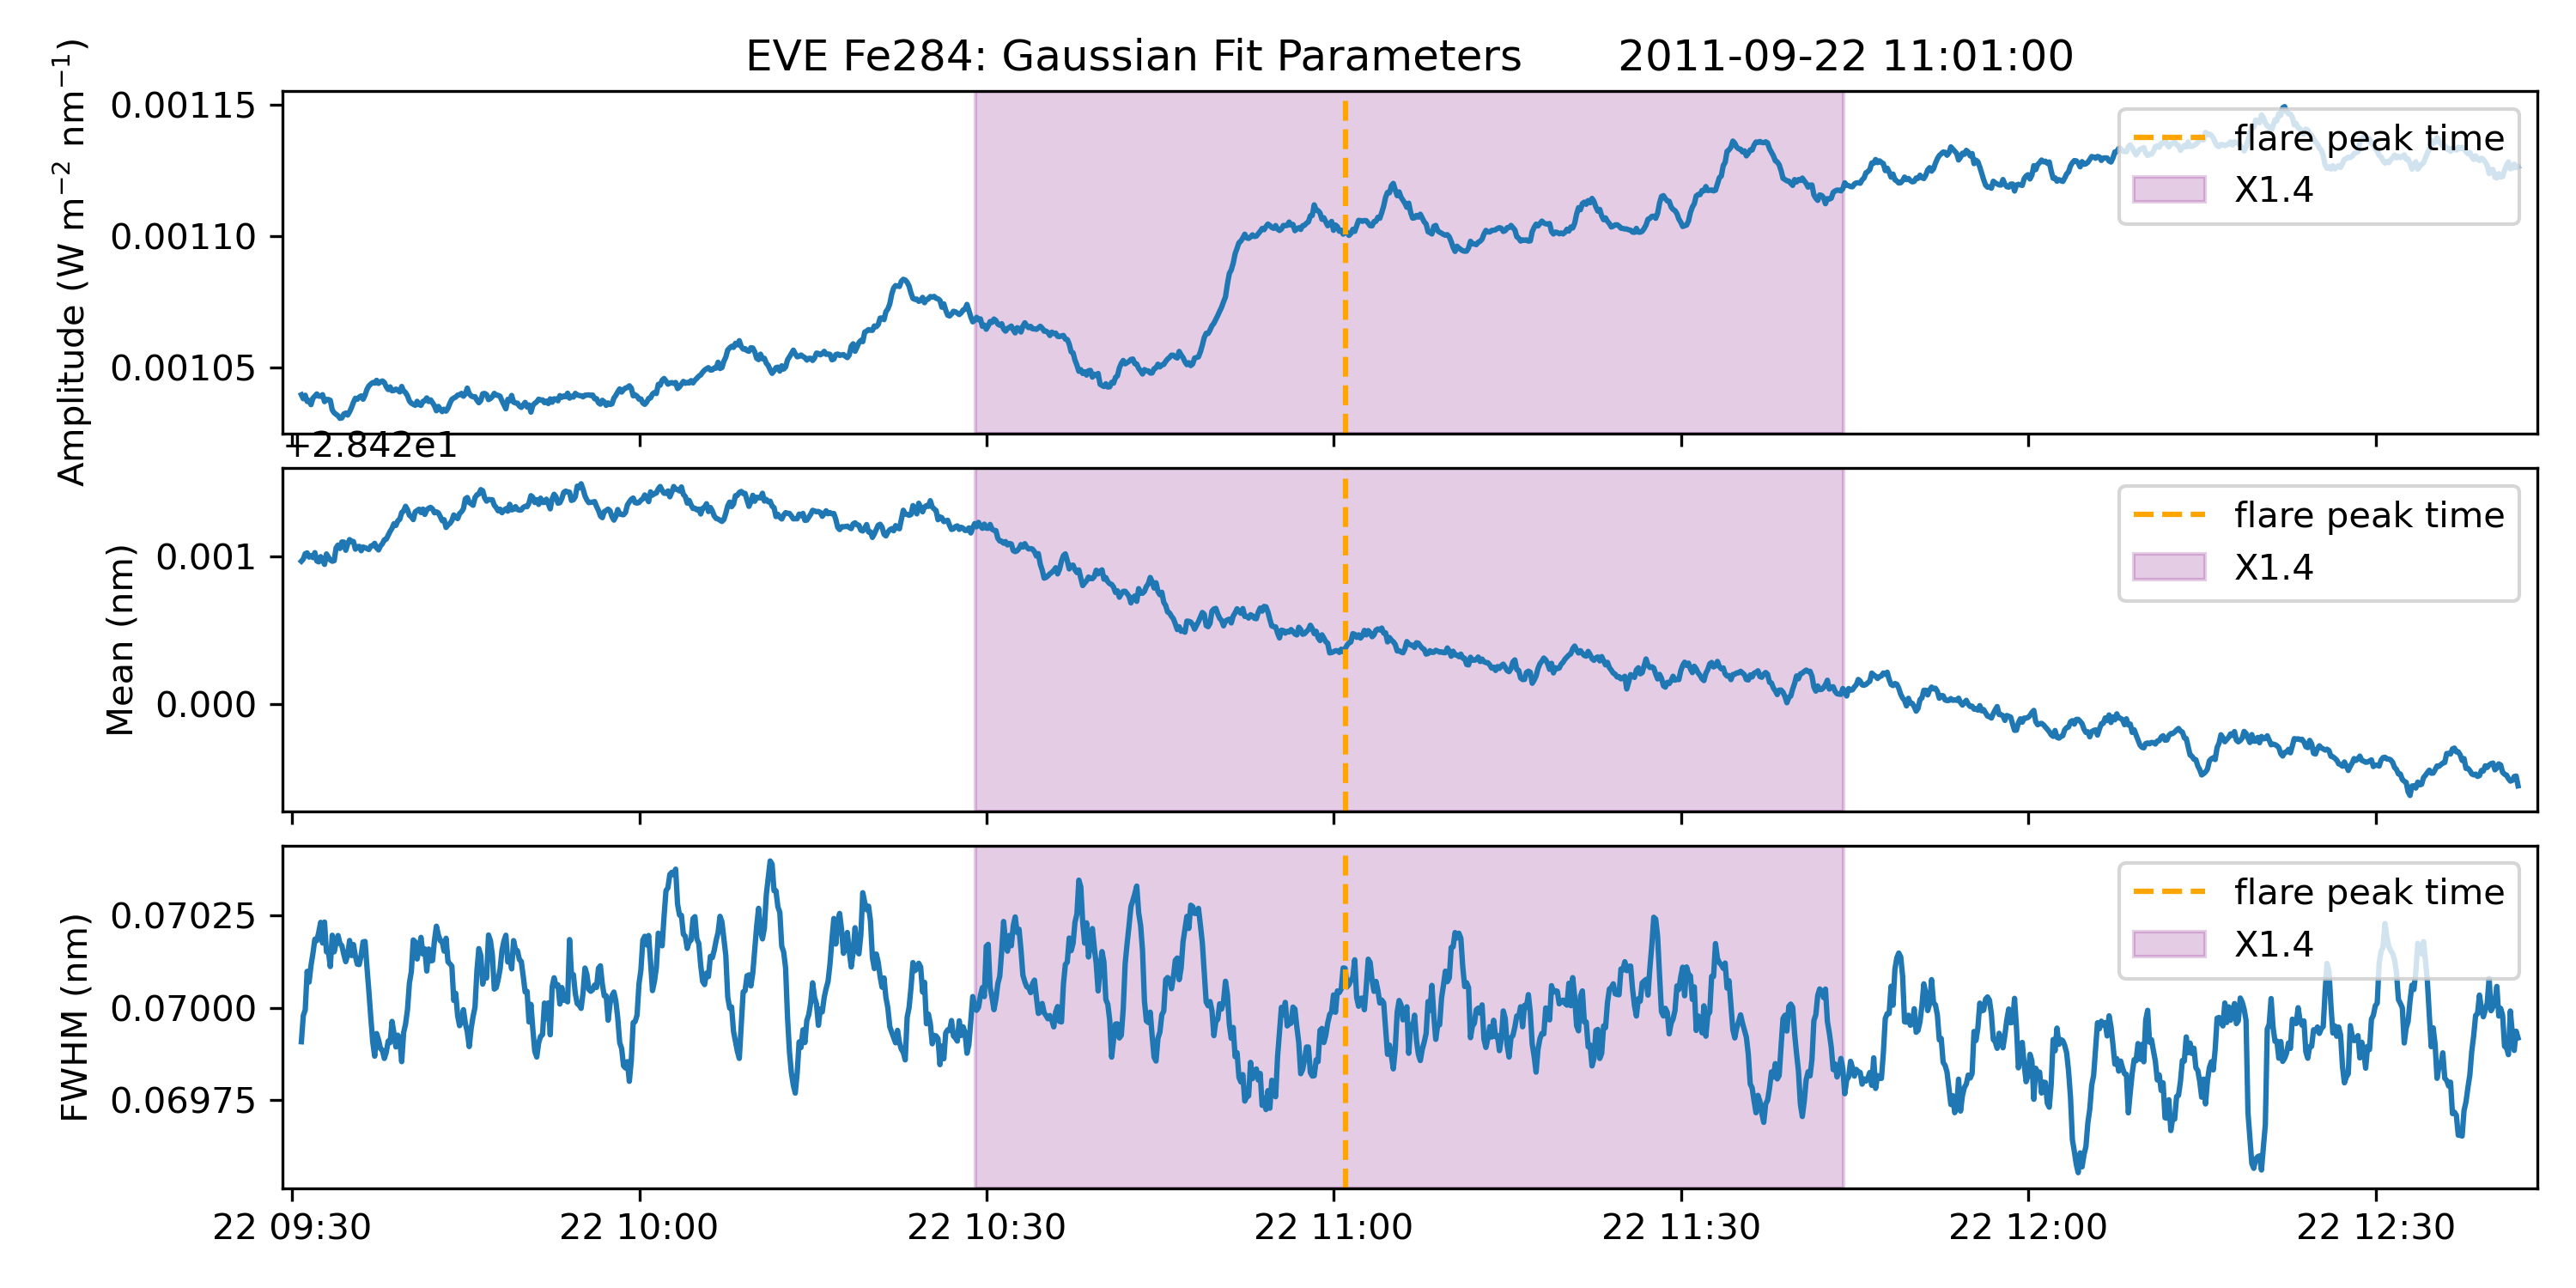 EVE Fe284: Gaussian Fit Parameters 2011-09-22 11:01:00
Amplitude (W m⁻² nm⁻¹)
0.00115
0.00110
0.00105
flare peak time
X1.4
+2.842e1
Mean (nm)
0.001
0.000
flare peak time
X1.4
FWHM (nm)
0.07025
0.07000
0.06975
flare peak time
X1.4
22 09:30 22 10:00 22 10:30 22 11:00 22 11:30 22 12:00 22 12:30